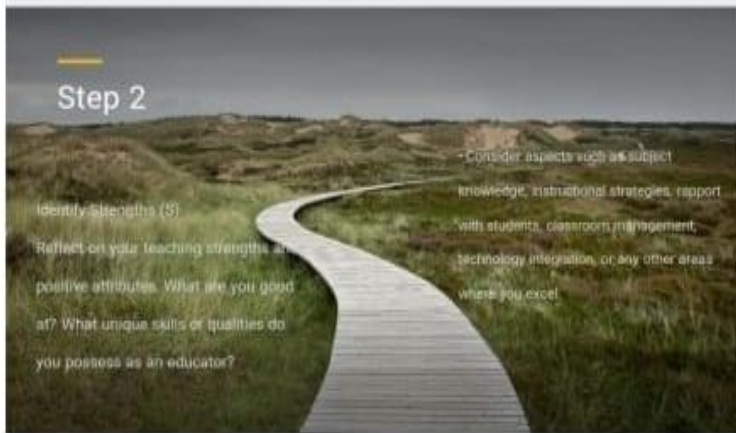 Step 2
Identify Strengths (S)
Reflect on your teaching strengths an
positive attributes. What are you good
at? What unique skills or qualities do
you possess as an educator?
- Consider aspects such as subject
knowledge, instructional strategies, rapport
with students, classroom management,
technology integration, or any other areas
where you excel